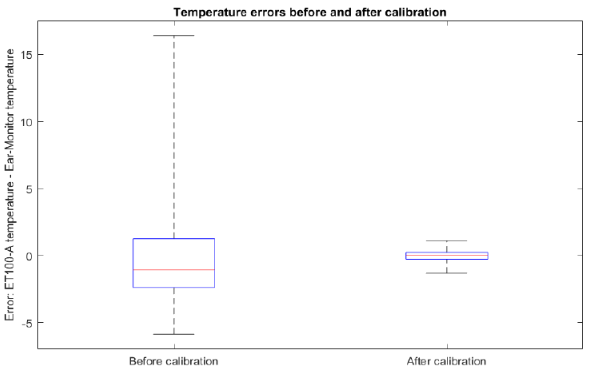 Temperature errors before and after calibration
Error: ET100-A temperature - Ear-Monitor temperature
15
10
5
0
-5
Before calibration
After calibration